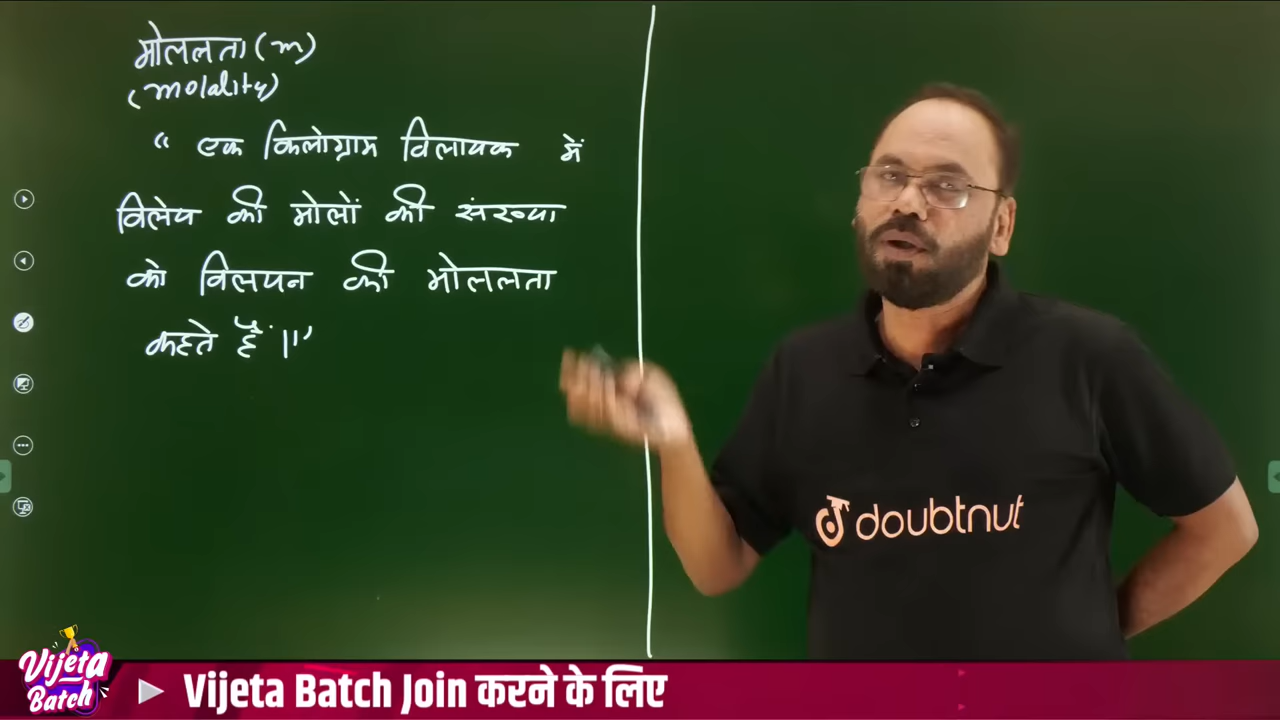 मोललता (m)
(molality)
“ एक किलोग्राम विलायक में
विलेय की मोलों की संख्या
को विलयन की मोललता
कहते हैं ।”
doubtnut
Vijeta Batch
Vijeta Batch Join करने के लिए